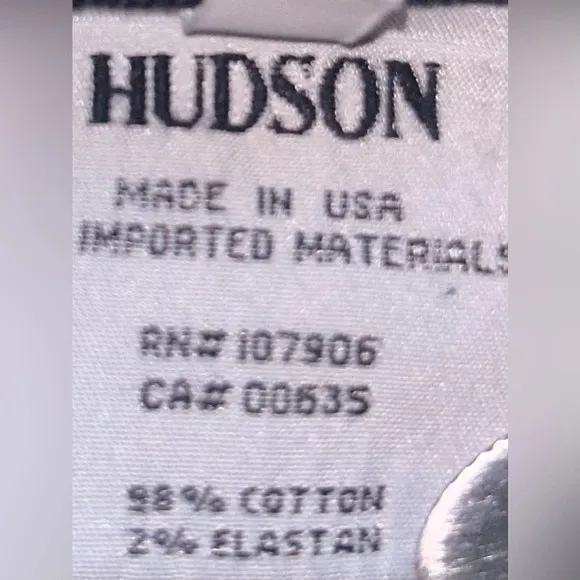 HUDSON
MADE IN USA
IMPORTED MATERIALS
RN# 107906
CA# 00635
98% COTTON
2% ELASTAN